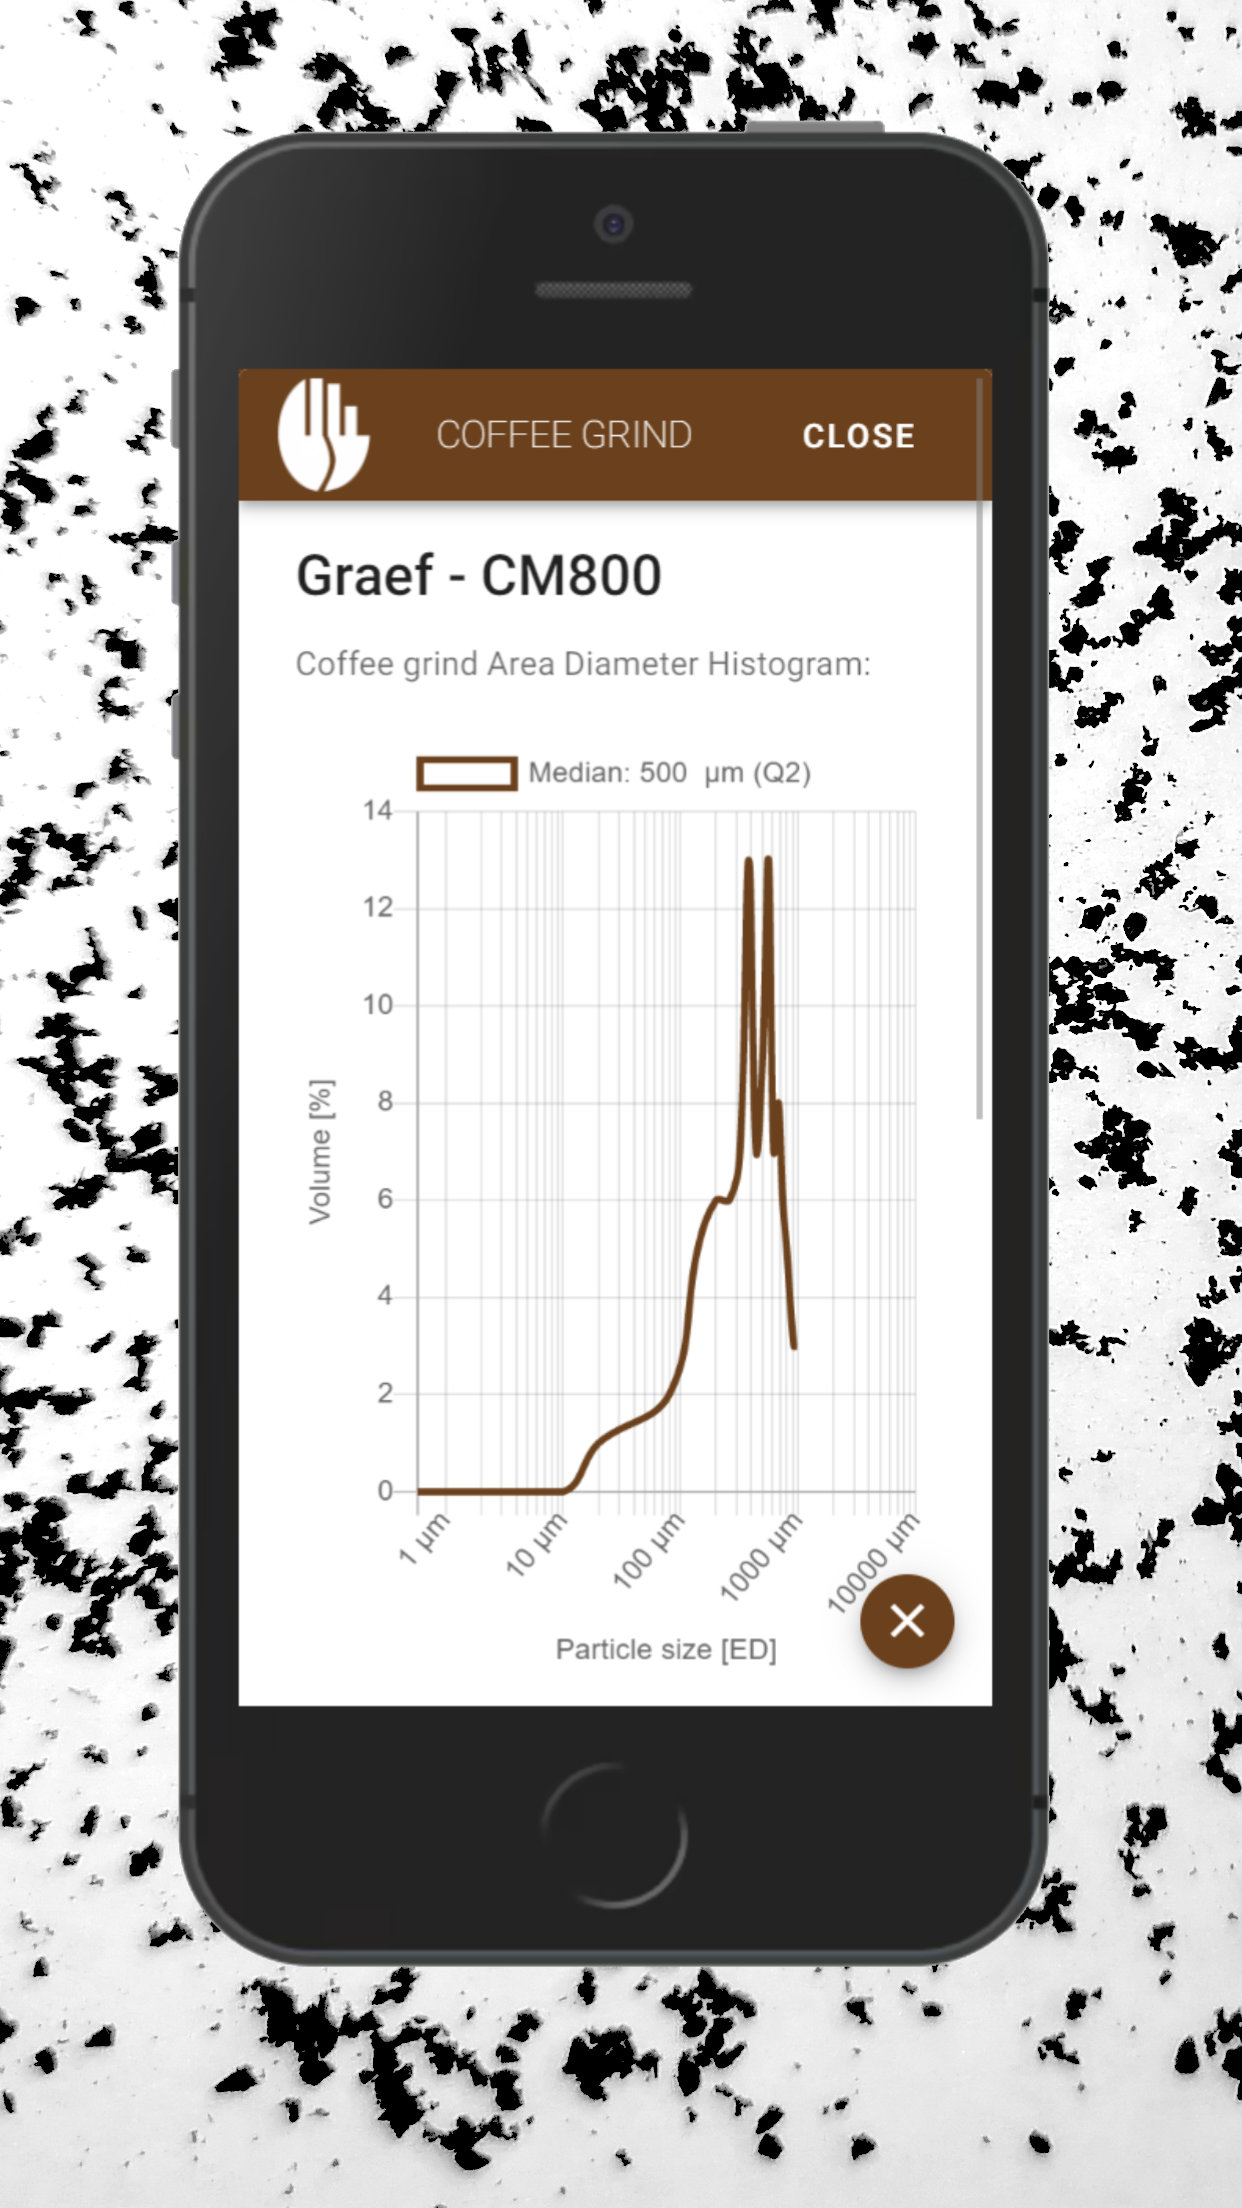 COFFEE GRIND
CLOSE
Graef - CM800
Coffee grind Area Diameter Histogram:
Median: 500 µm (Q2)
14
12
10
8
6
4
2
0
Volume [%]
1 µm
10 µm
100 µm
1000 µm
10000 µm
Particle size [ED]